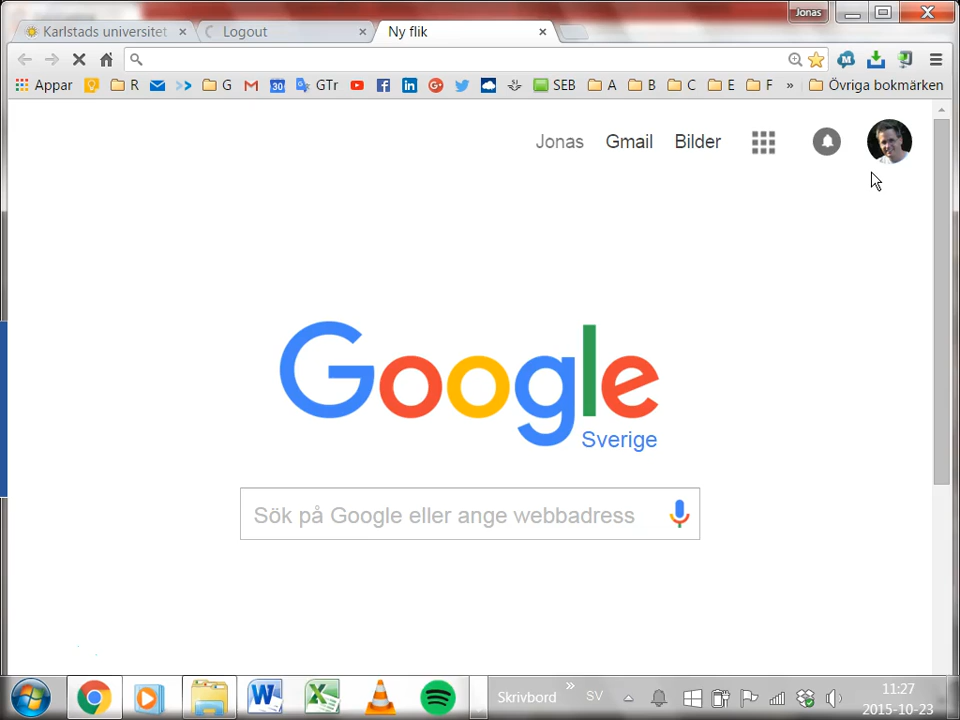 Jonas
Karlstads universitet
Logout
Ny flik
Appar
R
G
30
GTr
SEB
A
B
C
E
F
»
Övriga bokmärken
Jonas Gmail Bilder
Google
Sverige
Sök på Google eller ange webbadress
Skrivbord
»
SV
11:27
2015-10-23